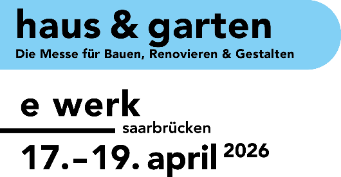 haus & garten
Die Messe für Bauen, Renovieren & Gestalten
e werk
saarbrücken
17.–19. april 2026